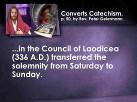 Converts Catechism.
p. 50, by Rev. Peter Geiermann.
...in the Council of Laodicea
(336 A.D.) transferred the
solemnity from Saturday to
Sunday.